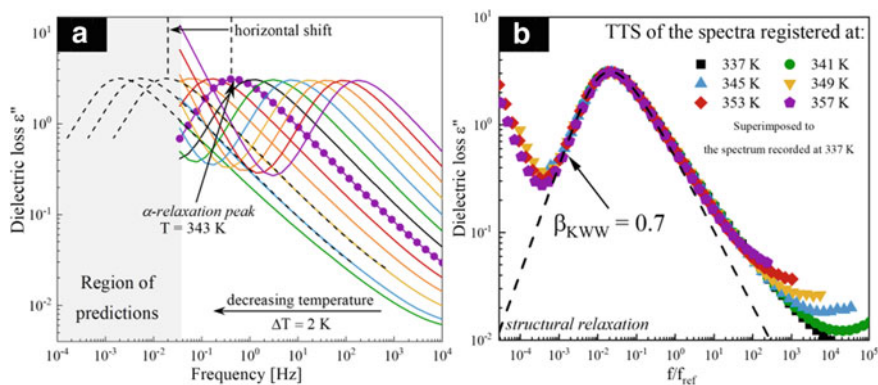 a
horizontal shift
α-relaxation peak
T = 343 K
Region of
predictions
decreasing temperature
ΔT = 2 K
Dielectric loss ε"
10¹
10⁰
10⁻¹
10⁻²
10⁻⁴ 10⁻³ 10⁻² 10⁻¹ 10⁰ 10¹ 10² 10³ 10⁴
Frequency [Hz]
b
TTS of the spectra registered at:
337 K 341 K
345 K 349 K
353 K 357 K
Superimposed to
the spectrum recorded at 337 K
β_KWW = 0.7
structural relaxation
Dielectric loss ε"
10¹
10⁰
10⁻¹
10⁻²
10⁻⁴ 10⁻³ 10⁻² 10⁻¹ 10⁰ 10¹ 10² 10³ 10⁴ 10⁵
f/f_ref